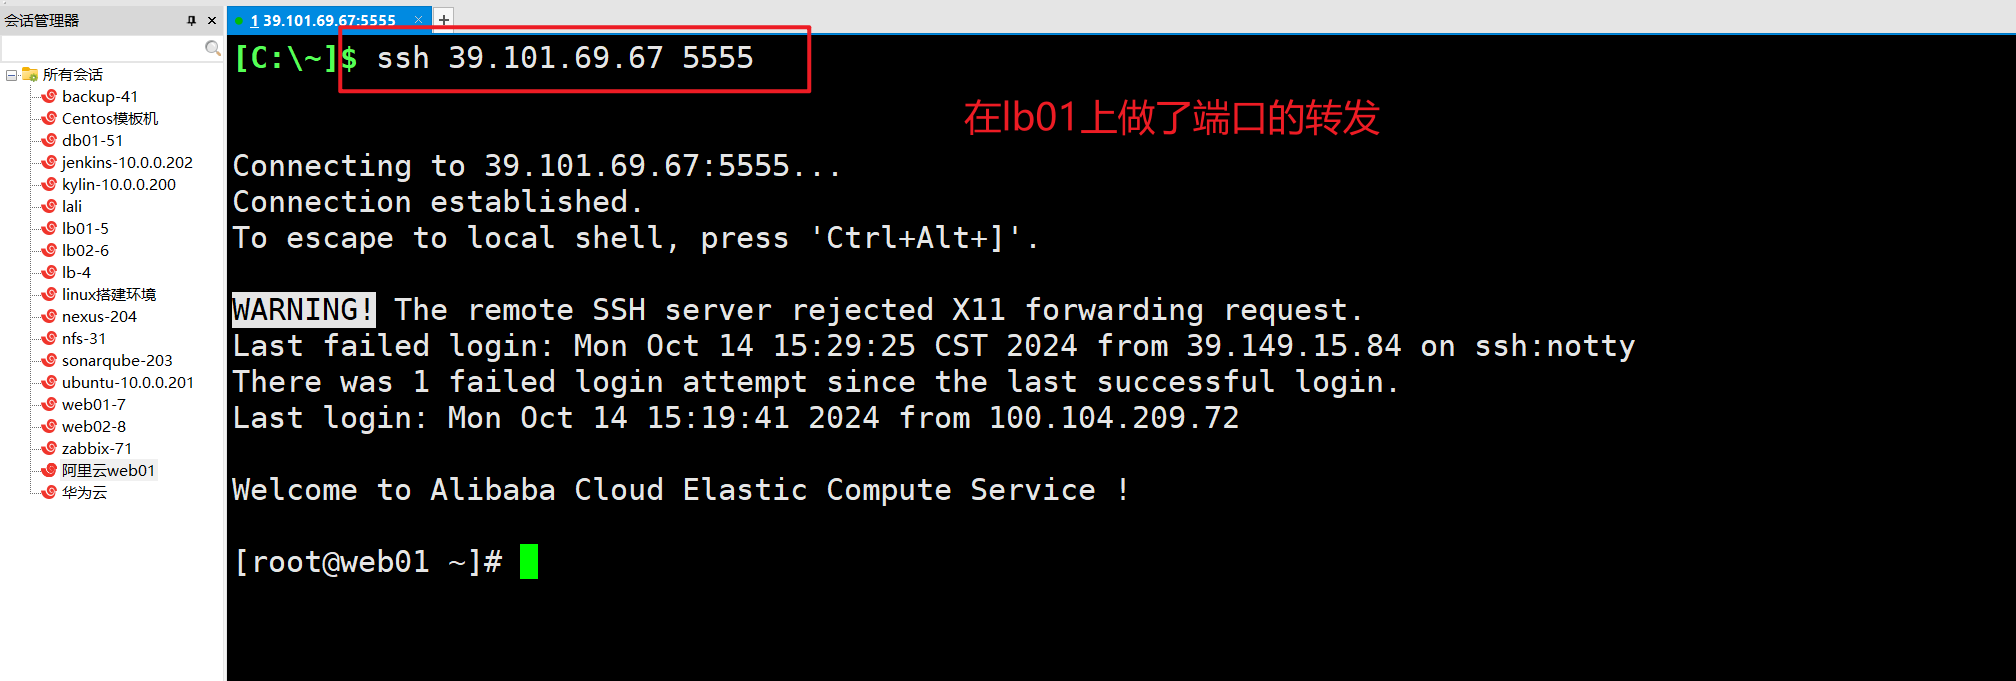 会话管理器
所有会话
backup-41
Centos模板机
db01-51
jenkins-10.0.0.202
kylin-10.0.0.200
lali
lb01-5
lb02-6
lb-4
linux搭建环境
nexus-204
nfs-31
sonarqube-203
ubuntu-10.0.0.201
web01-7
web02-8
zabbix-71
阿里云web01
华为云
1 39.101.69.67:5555
[C:\~]$ ssh 39.101.69.67 5555
在lb01上做了端口的转发
Connecting to 39.101.69.67:5555...
Connection established.
To escape to local shell, press 'Ctrl+Alt+]'.
WARNING! The remote SSH server rejected X11 forwarding request.
Last failed login: Mon Oct 14 15:29:25 CST 2024 from 39.149.15.84 on ssh:notty
There was 1 failed login attempt since the last successful login.
Last login: Mon Oct 14 15:19:41 2024 from 100.104.209.72
Welcome to Alibaba Cloud Elastic Compute Service !
[root@web01 ~]#